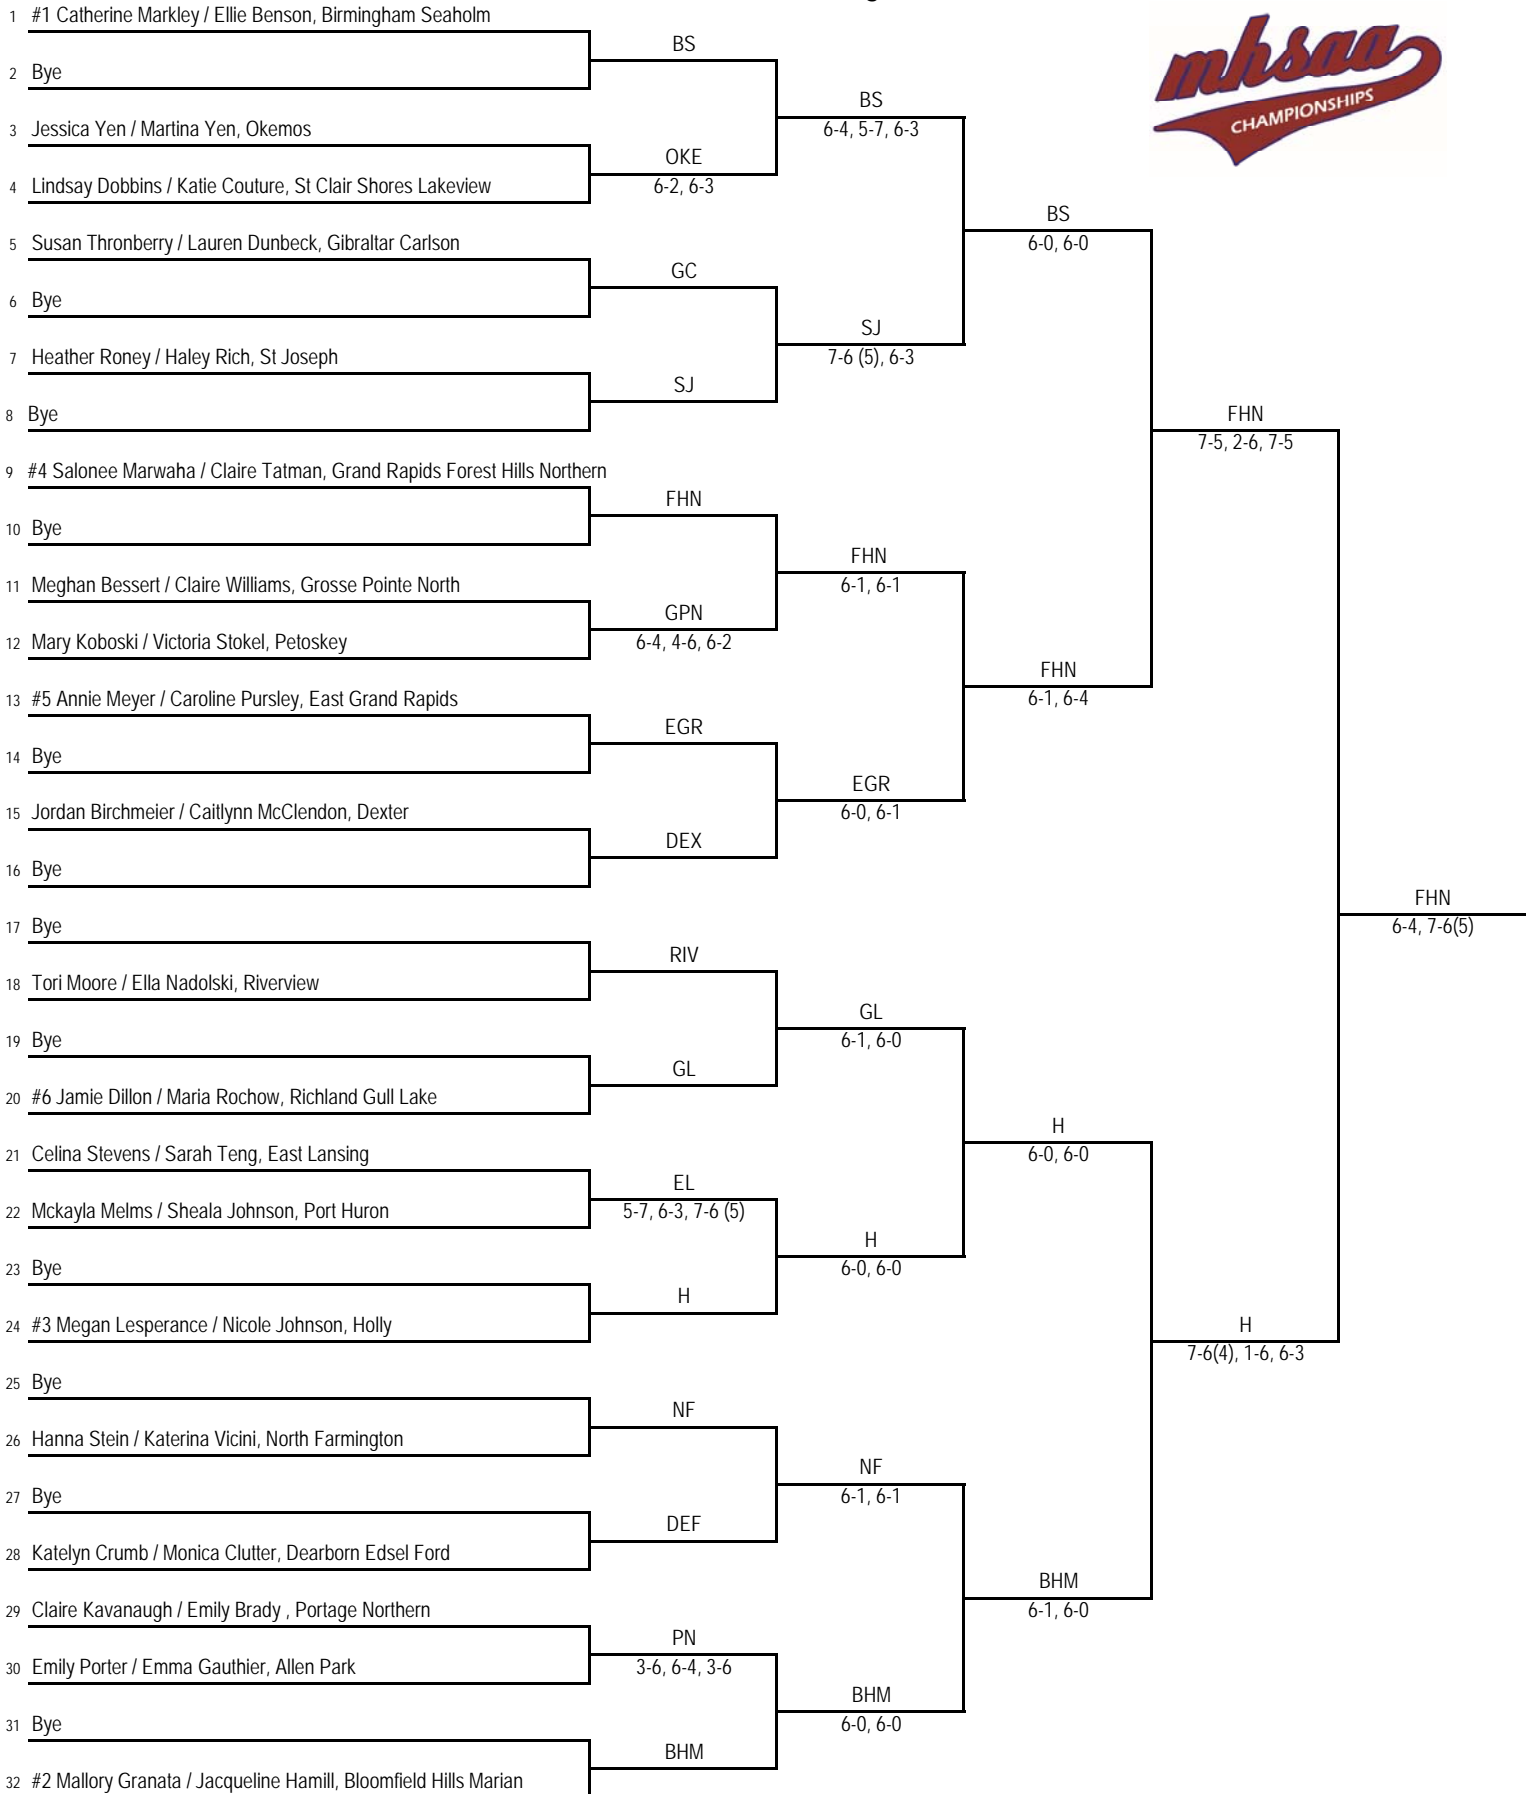 1 #1 Catherine Markley / Ellie Benson, Birmingham Seaholm
BS
2 Bye
BS
6-4, 5-7, 6-3
3 Jessica Yen / Martina Yen, Okemos
OKE
6-2, 6-3
4 Lindsay Dobbins / Katie Couture, St Clair Shores Lakeview
BS
6-0, 6-0
5 Susan Thronberry / Lauren Dunbeck, Gibraltar Carlson
GC
6 Bye
SJ
7-6 (5), 6-3
7 Heather Roney / Haley Rich, St Joseph
SJ
8 Bye
FHN
7-5, 2-6, 7-5
9 #4 Salonee Marwaha / Claire Tatman, Grand Rapids Forest Hills Northern
FHN
10 Bye
FHN
6-1, 6-1
11 Meghan Bessert / Claire Williams, Grosse Pointe North
GPN
6-4, 4-6, 6-2
12 Mary Koboski / Victoria Stokel, Petoskey
FHN
6-1, 6-4
13 #5 Annie Meyer / Caroline Pursley, East Grand Rapids
EGR
14 Bye
EGR
6-0, 6-1
15 Jordan Birchmeier / Caitlynn McClendon, Dexter
DEX
16 Bye
FHN
6-4, 7-6(5)
17 Bye
RIV
18 Tori Moore / Ella Nadolski, Riverview
GL
6-1, 6-0
19 Bye
GL
20 #6 Jamie Dillon / Maria Rochow, Richland Gull Lake
H
6-0, 6-0
21 Celina Stevens / Sarah Teng, East Lansing
EL
5-7, 6-3, 7-6 (5)
22 Mckayla Melms / Sheala Johnson, Port Huron
H
6-0, 6-0
23 Bye
H
24 #3 Megan Lesperance / Nicole Johnson, Holly
H
7-6(4), 1-6, 6-3
25 Bye
NF
26 Hanna Stein / Katerina Vicini, North Farmington
NF
6-1, 6-1
27 Bye
DEF
28 Katelyn Crumb / Monica Clutter, Dearborn Edsel Ford
BHM
6-1, 6-0
29 Claire Kavanaugh / Emily Brady , Portage Northern
PN
3-6, 6-4, 3-6
30 Emily Porter / Emma Gauthier, Allen Park
BHM
6-0, 6-0
31 Bye
BHM
32 #2 Mallory Granata / Jacqueline Hamill, Bloomfield Hills Marian
mhsaa
CHAMPIONSHIPS